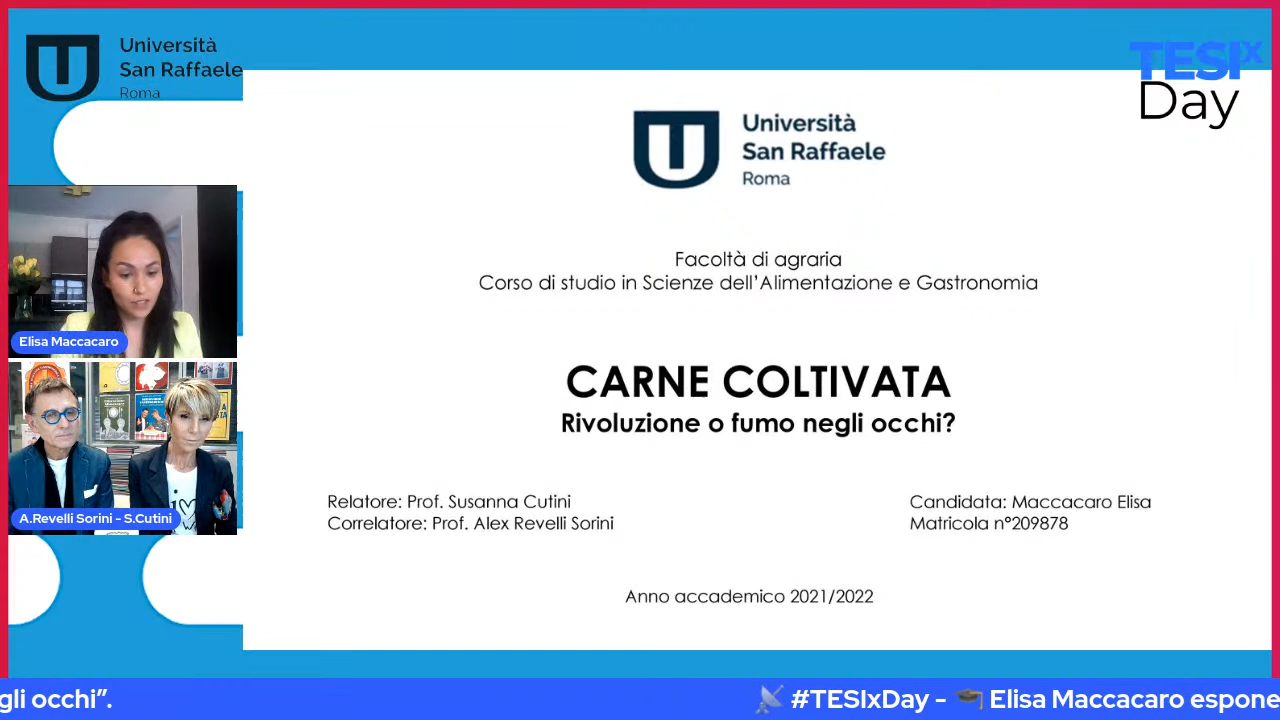 Università
San Raffaele
Roma
TESIx
Day
Università
San Raffaele
Roma
Facoltà di agraria
Corso di studio in Scienze dell'Alimentazione e Gastronomia
CARNE COLTIVATA
Rivoluzione o fumo negli occhi?
Relatore: Prof. Susanna Cutini
Correlatore: Prof. Alex Revelli Sorini
Candidata: Maccacaro Elisa
Matricola n°209878
Anno accademico 2021/2022
Elisa Maccacaro
A.Revelli Sorini - S.Cutini
gli occhi”.
#TESIxDay - Elisa Maccacaro espone